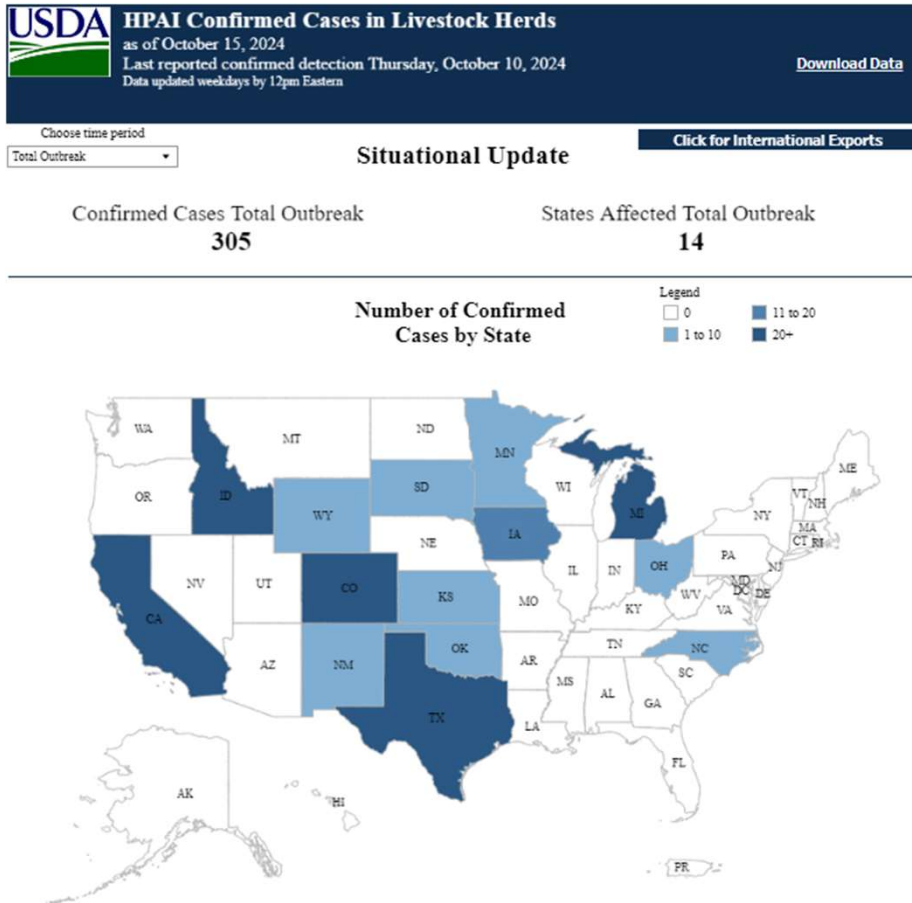 USDA
HPAI Confirmed Cases in Livestock Herds
as of October 15, 2024
Last reported confirmed detection Thursday, October 10, 2024
Data updated weekdays by 12pm Eastern
Download Data
Choose time period
Total Outbreak
Situational Update
Click for International Exports
Confirmed Cases Total Outbreak
305
States Affected Total Outbreak
14
Number of Confirmed
Cases by State
Legend
0
11 to 20
1 to 10
20+
WA
MT
ND
MN
ME
OR
ID
WY
SD
WI
MI
NY
VT
NH
MA
CT
RI
NV
UT
CO
NE
IA
IL
IN
OH
PA
NJ
MD
DC
DE
CA
KS
MO
KY
WV
VA
AZ
NM
OK
AR
TN
NC
SC
TX
LA
MS
AL
GA
FL
AK
HI
PR